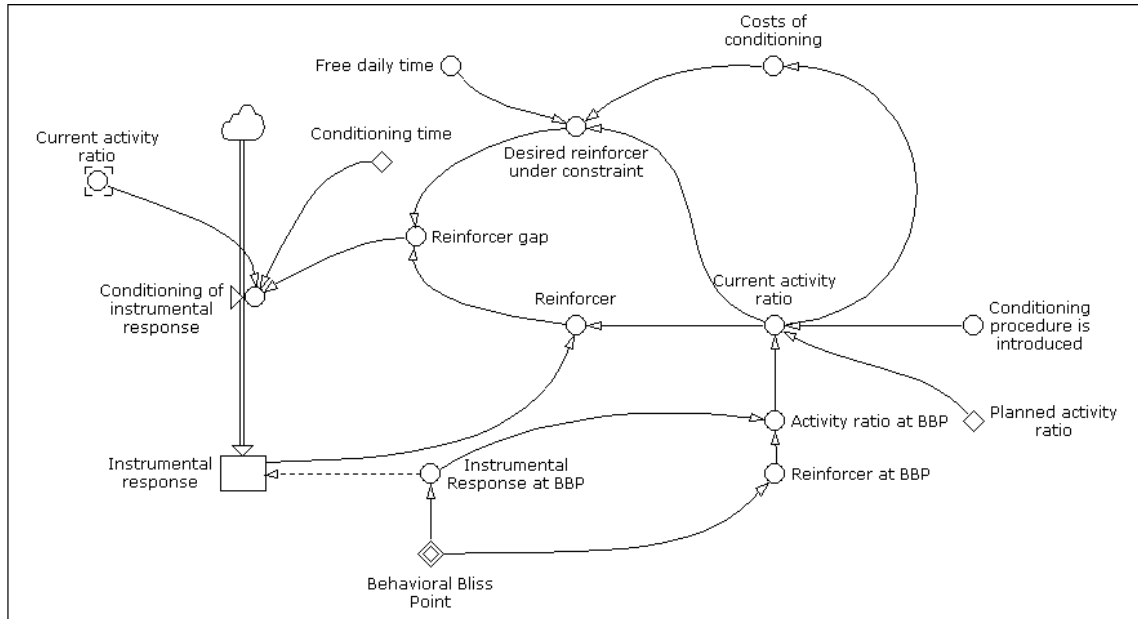 Costs of
conditioning
Free daily time
Current activity
ratio
Conditioning time
Desired reinforcer
under constraint
Reinforcer gap
Conditioning of
instrumental
response
Reinforcer
Current activity
ratio
Conditioning
procedure is
introduced
Activity ratio at BBP
Planned activity
ratio
Instrumental
response
Instrumental
Response at BBP
Reinforcer at BBP
Behavioral Bliss
Point